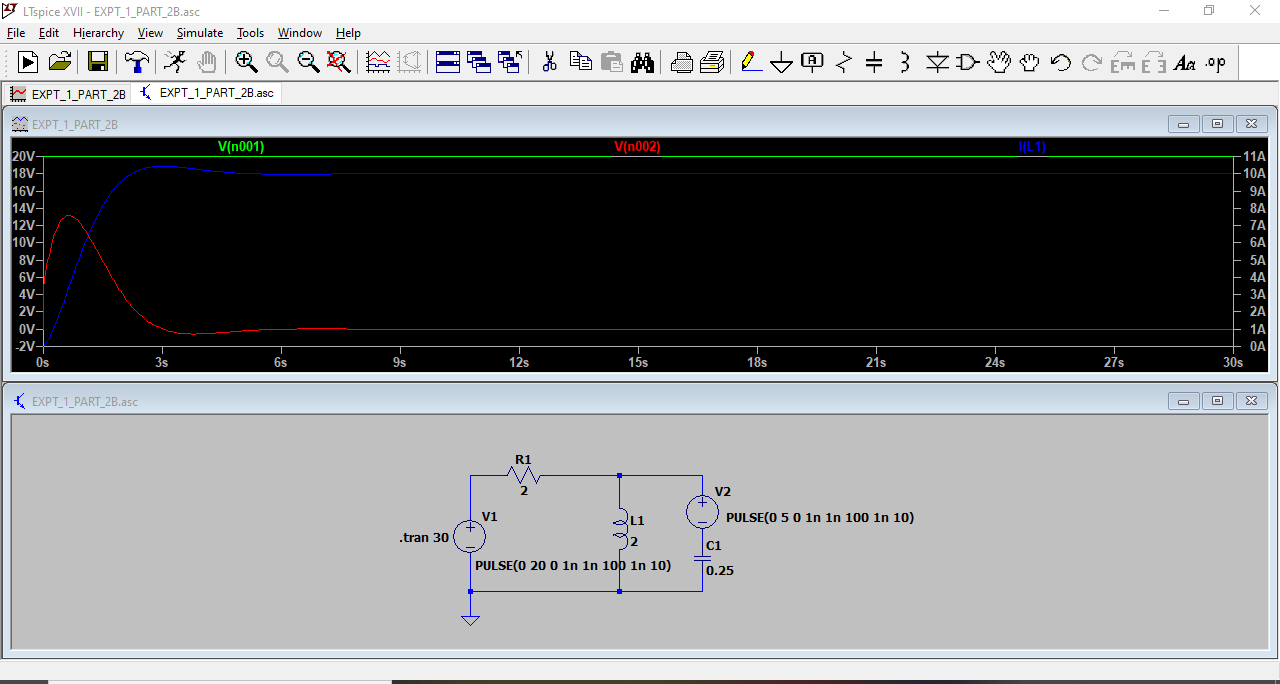 LTspice XVII - EXPT_1_PART_2B.asc
File Edit Hierarchy View Simulate Tools Window Help
EXPT_1_PART_2B EXPT_1_PART_2B.asc
EXPT_1_PART_2B
V(n001) V(n002) I(L1)
20V 11A
18V 10A
16V 9A
14V 8A
12V 7A
10V 6A
8V 5A
6V 4A
4V 3A
2V 2A
0V 1A
-2V 0A
0s 3s 6s 9s 12s 15s 18s 21s 24s 27s 30s
EXPT_1_PART_2B.asc
R1
2
V2
PULSE(0 5 0 1n 1n 100 1n 10)
V1
L1
.tran 30
2
C1
PULSE(0 20 0 1n 1n 100 1n 10)
0.25